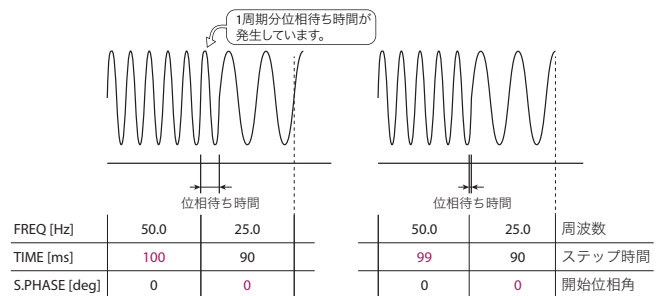 1周期分位相待ち時間が
発生しています。
位相待ち時間 位相待ち時間
FREQ [Hz] 50.0 25.0 50.0 25.0 周波数
TIME [ms] 100 90 99 90 ステップ時間
S.PHASE [deg] 0 0 0 0 開始位相角